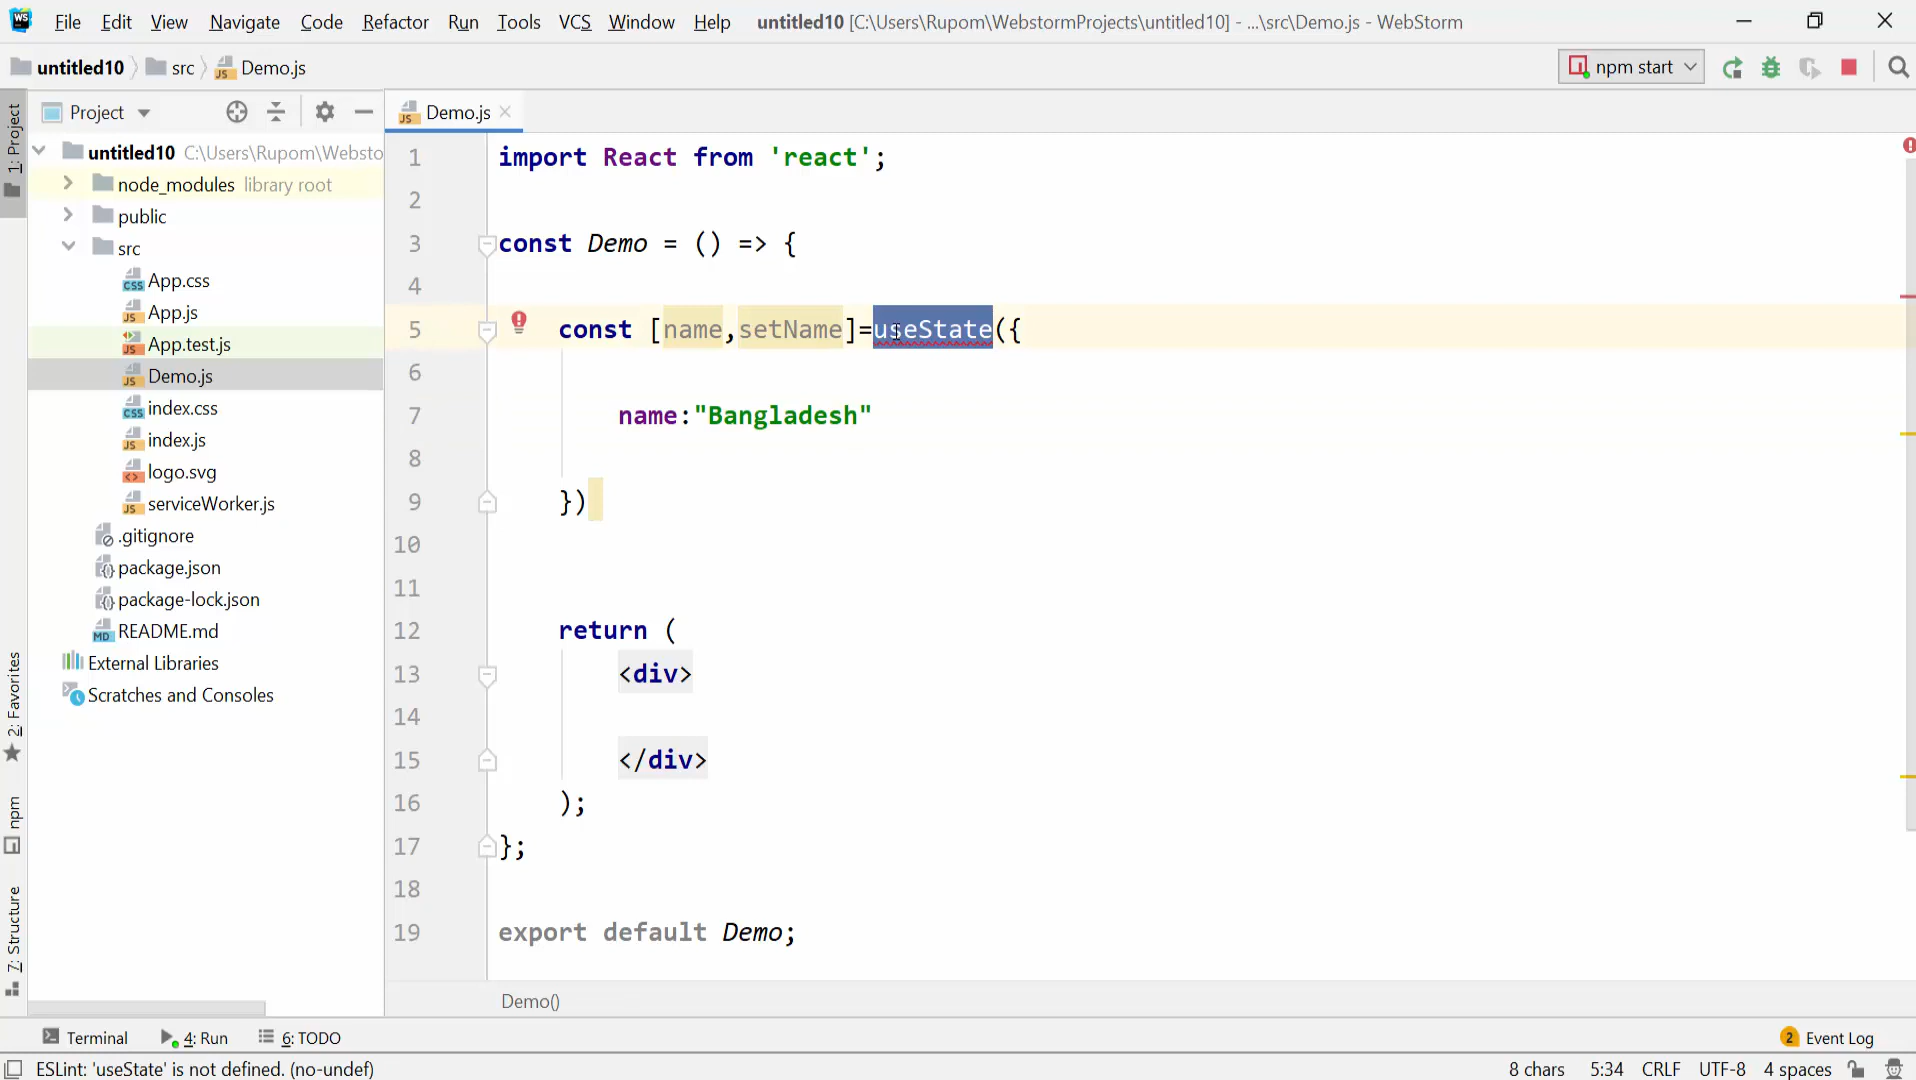 WS File Edit View Navigate Code Refactor Run Tools VCS Window Help untitled10 [C:\Users\Rupom\WebstormProjects\untitled10] - ...\src\Demo.js - WebStorm
untitled10 src Demo.js npm start
1: Project
Project
Demo.js
untitled10 C:\Users\Rupom\Websto
node_modules library root
public
src
App.css
App.js
App.test.js
Demo.js
index.css
index.js
logo.svg
serviceWorker.js
.gitignore
package.json
package-lock.json
README.md
External Libraries
Scratches and Consoles
2: Favorites
npm
7: Structure
1 import React from 'react';
2
3 const Demo = () => {
4
5 const [name,setName]=useState({
6
7 name:"Bangladesh"
8
9 })
10
11
12 return (
13 <div>
14
15 </div>
16 );
17 };
18
19 export default Demo;
Demo()
Terminal 4: Run 6: TODO 2 Event Log
ESLint: 'useState' is not defined. (no-undef) 8 chars 5:34 CRLF UTF-8 4 spaces